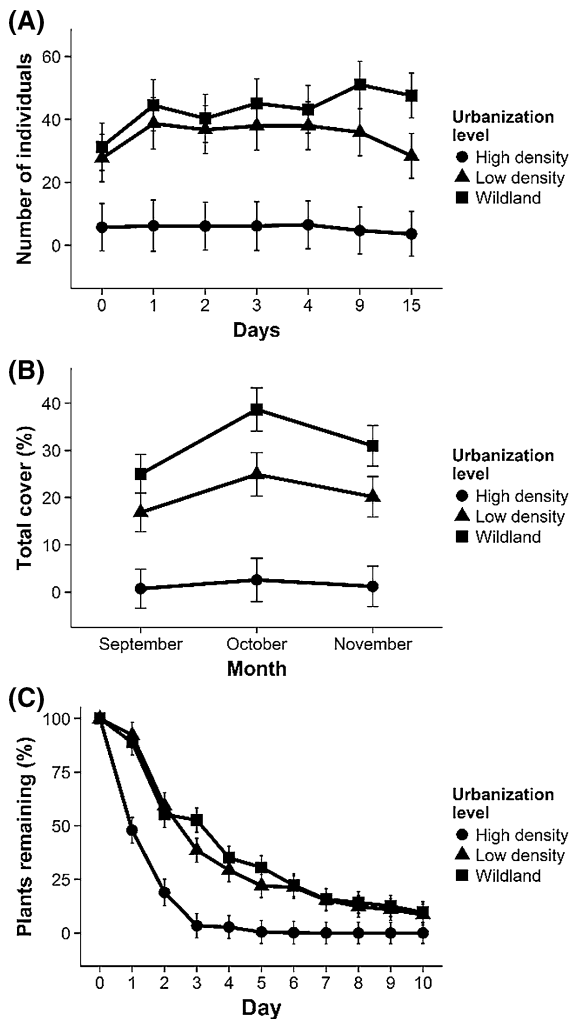 (A)
Number of individuals
60
40
20
0
0 1 2 3 4 9 15
Days
Urbanization
level
High density
Low density
Wildland
(B)
Total cover (%)
40
30
20
10
0
September October November
Month
Urbanization
level
High density
Low density
Wildland
(C)
Plants remaining (%)
100
75
50
25
0
0 1 2 3 4 5 6 7 8 9 10
Day
Urbanization
level
High density
Low density
Wildland